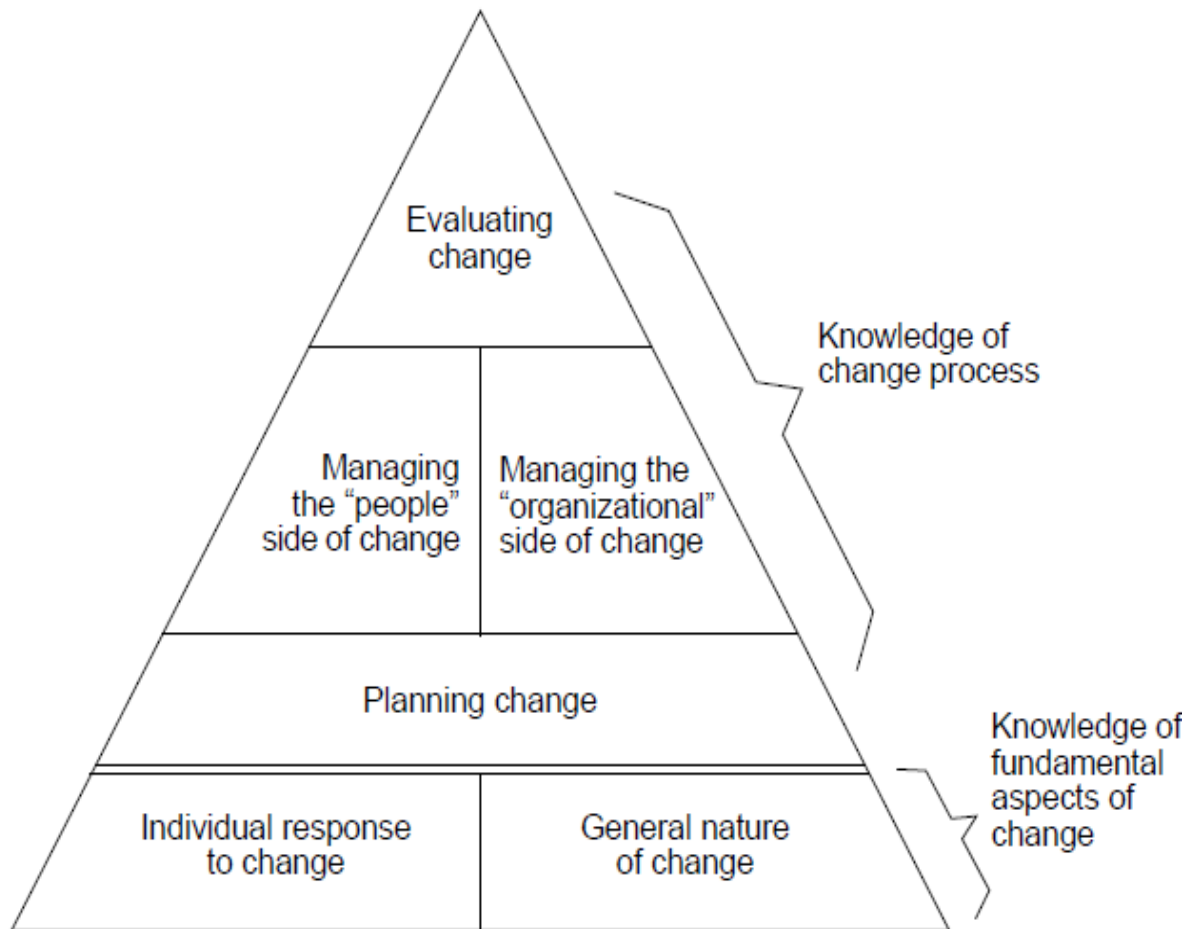 Evaluating
change
Knowledge of
change process
Managing
the “people”
side of change
Managing the
“organizational”
side of change
Planning change
Knowledge of
fundamental
aspects of
change
Individual response
to change
General nature
of change